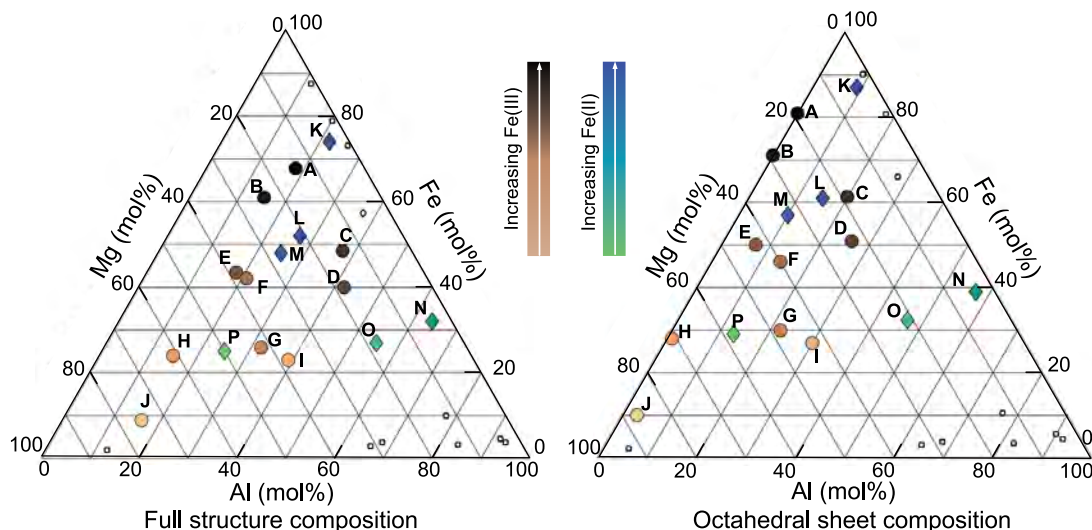 0 100
20
80
Mg (mol%)
Fe (mol%)
40
60
60
40
80
20
100
0
0
20
40
60
80
100
Al (mol%)
Full structure composition
K
A
B
L
C
M
E
F
D
N
O
H
P
G
I
J
Increasing Fe(III)
Increasing Fe(II)
0 100
20
80
Mg (mol%)
Fe (mol%)
40
60
60
40
80
20
100
0
0
20
40
60
80
100
Al (mol%)
Octahedral sheet composition
K
A
B
L
C
M
D
E
F
N
O
H
P
G
I
J